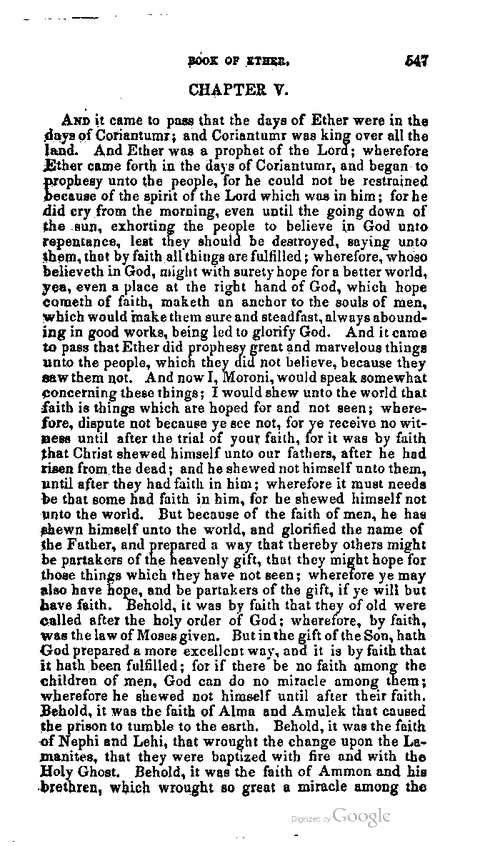 BOOK OF ETHER. 547
CHAPTER V.
AND it came to pass that the days of Ether were in the
days of Coriantumr; and Coriantumr was king over all the
land. And Ether was a prophet of the Lord; wherefore
Ether came forth in the days of Coriantumr, and began to
prophesy unto the people, for he could not be restrained
because of the spirit of the Lord which was in him; for he
did cry from the morning, even until the going down of
the sun, exhorting the people to believe in God unto
repentance, lest they should be destroyed, saying unto
them, that by faith all things are fulfilled; wherefore, whoso
believeth in God, might with surety hope for a better world,
yea, even a place at the right hand of God, which hope
cometh of faith, maketh an anchor to the souls of men,
which would make them sure and steadfast, always abound-
ing in good works, being led to glorify God. And it came
to pass that Ether did prophesy great and marvelous things
unto the people, which they did not believe, because they
saw them not. And now I, Moroni, would speak somewhat
concerning these things; I would shew unto the world that
faith is things which are hoped for and not seen; where-
fore, dispute not because ye see not, for ye receive no wit-
ness until after the trial of your faith, for it was by faith
that Christ shewed himself unto our fathers, after he had
risen from the dead; and he shewed not himself unto them,
until after they had faith in him; wherefore it must needs
be that some had faith in him, for he shewed himself not
unto the world. But because of the faith of men, he has
shewn himself unto the world, and glorified the name of
the Father, and prepared a way that thereby others might
be partakers of the heavenly gift, that they might hope for
those things which they have not seen; wherefore ye may
also have hope, and be partakers of the gift, if ye will but
have faith. Behold, it was by faith that they of old were
called after the holy order of God; wherefore, by faith,
was the law of Moses given. But in the gift of the Son, hath
God prepared a more excellent way, and it is by faith that
it hath been fulfilled; for if there be no faith among the
children of men, God can do no miracle among them;
wherefore he shewed not himself until after their faith.
Behold, it was the faith of Alma and Amulek that caused
the prison to tumble to the earth. Behold, it was the faith
of Nephi and Lehi, that wrought the change upon the La-
manites, that they were baptized with fire and with the
Holy Ghost. Behold, it was the faith of Ammon and his
brethren, which wrought so great a miracle among the
Digitized by Google